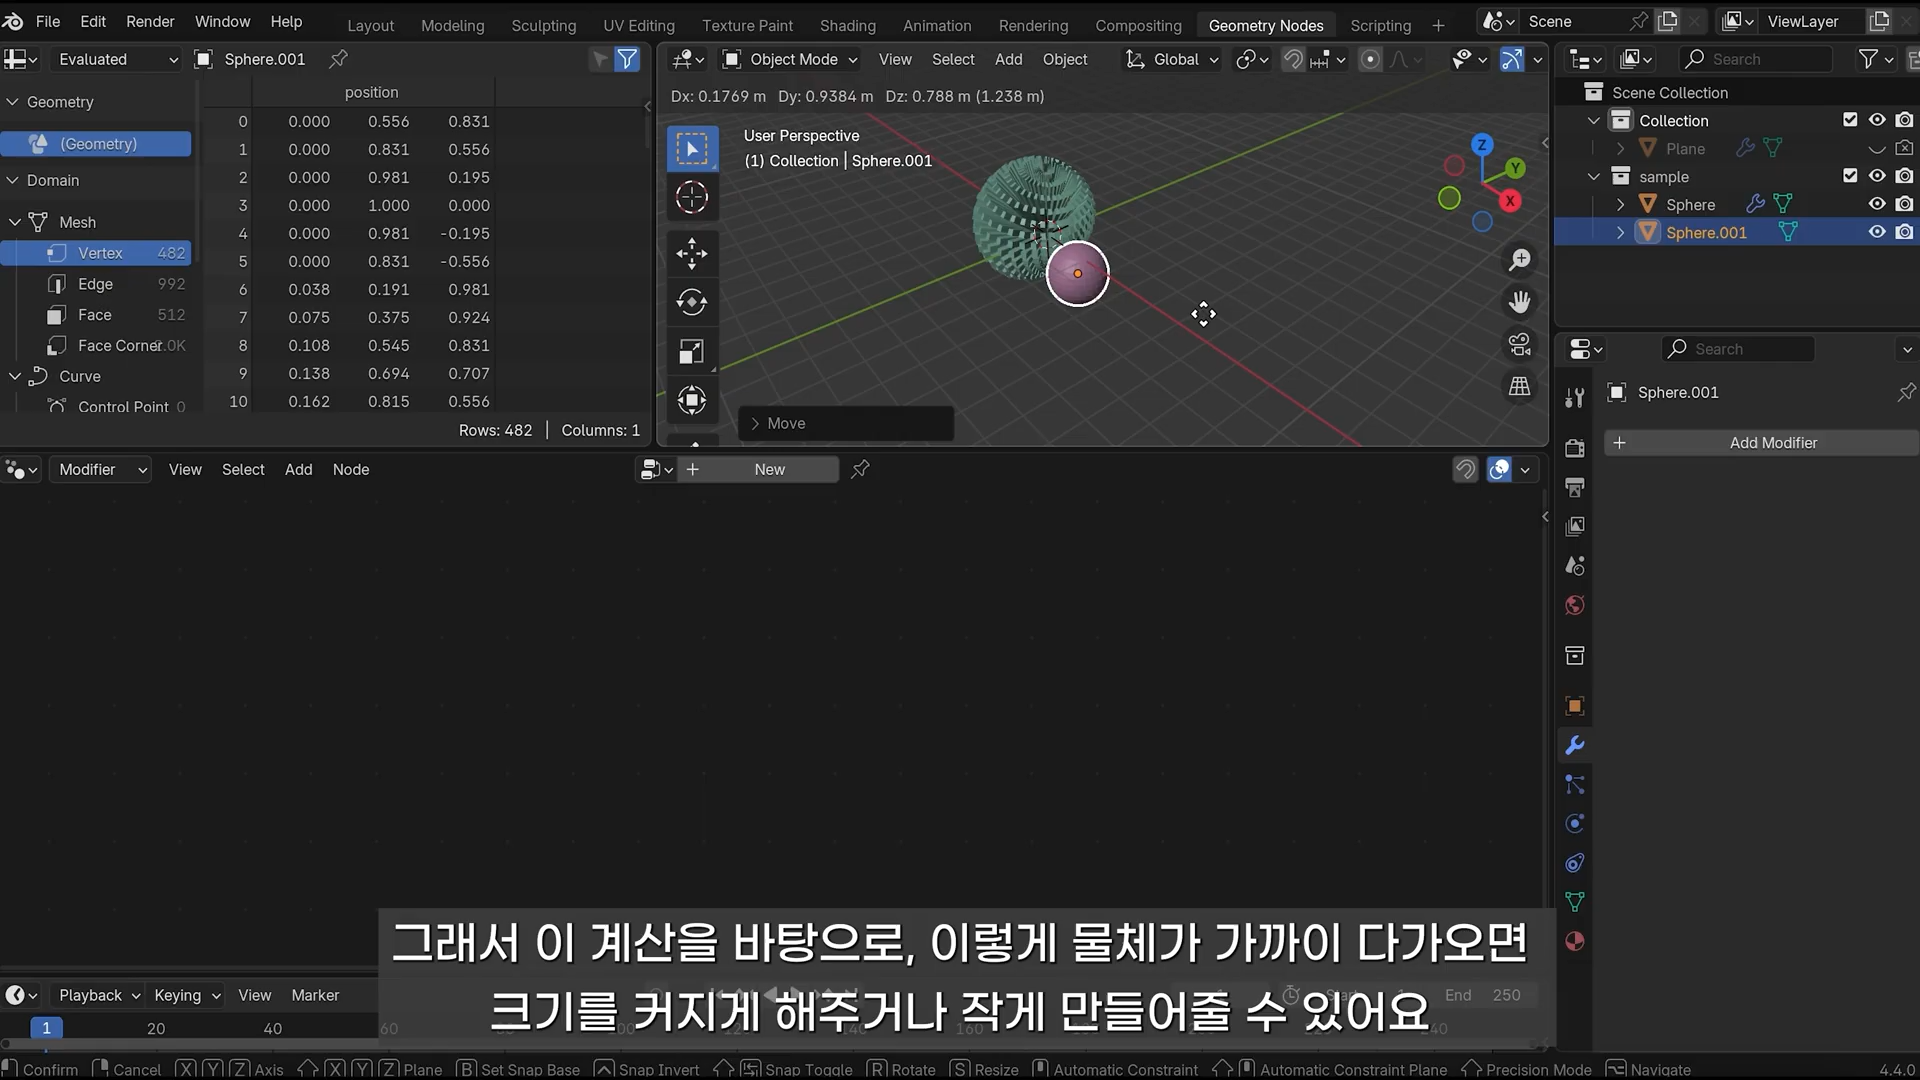 File Edit Render Window Help Layout Modeling Sculpting UV Editing Texture Paint Shading Animation Rendering Compositing Geometry Nodes Scripting Scene ViewLayer
Evaluated Sphere.001
Object Mode View Select Add Object Global
Search
Geometry
(Geometry)
Domain
Mesh
Vertex 482
Edge 992
Face 512
Face Corner
Curve
Control Point 0
position
0 0.000 0.556 0.831
1 0.000 0.831 0.556
2 0.000 0.981 0.195
3 0.000 1.000 0.000
4 0.000 0.981 -0.195
5 0.000 0.831 -0.556
6 0.038 0.191 0.981
7 0.075 0.375 0.924
8 0.108 0.545 0.831
9 0.138 0.694 0.707
10 0.162 0.815 0.556
Rows: 482 Columns: 1
Dx: 0.1769 m Dy: 0.9384 m Dz: 0.788 m (1.238 m)
User Perspective
(1) Collection | Sphere.001
Z
Y
X
Move
Scene Collection
Collection
Plane
sample
Sphere
Sphere.001
Search
Sphere.001
Add Modifier
Modifier View Select Add Node New
그래서 이 계산을 바탕으로, 이렇게 물체가 가까이 다가오면
크기를 커지게 해주거나 작게 만들어줄 수 있어요
Playback Keying View Marker End 250
1 20 40
Confirm Cancel X Y Z Axis X Y Z Plane B Set Snap Base Snap Invert Snap Toggle R Rotate S Resize Automatic Constraint Automatic Constraint Plane Precision Mode Navigate 4.4.0